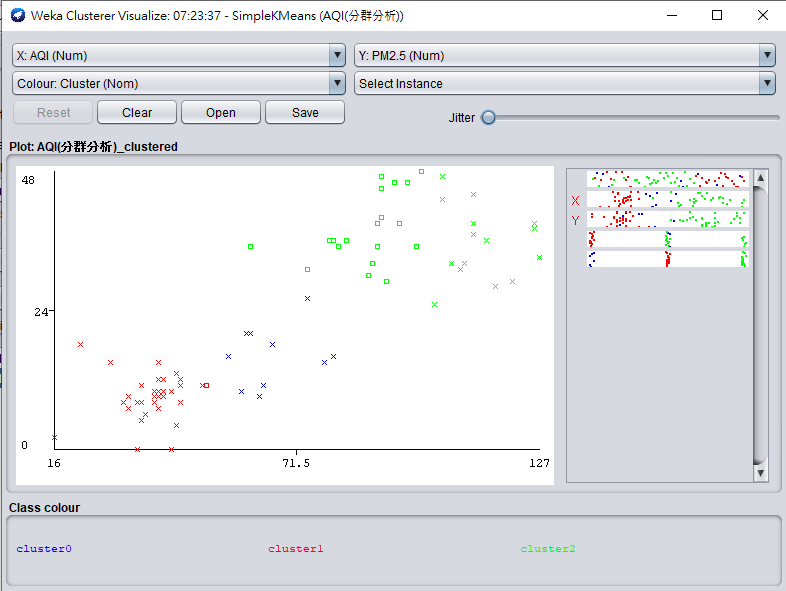 Weka Clusterer Visualize: 07:23:37 - SimpleKMeans (AQI(分群分析))
X: AQI (Num)
Y: PM2.5 (Num)
Colour: Cluster (Nom)
Select Instance
Reset
Clear
Open
Save
Jitter
Plot: AQI(分群分析)_clustered
48
24
0
16
71.5
127
X
Y
Class colour
cluster0
cluster1
cluster2